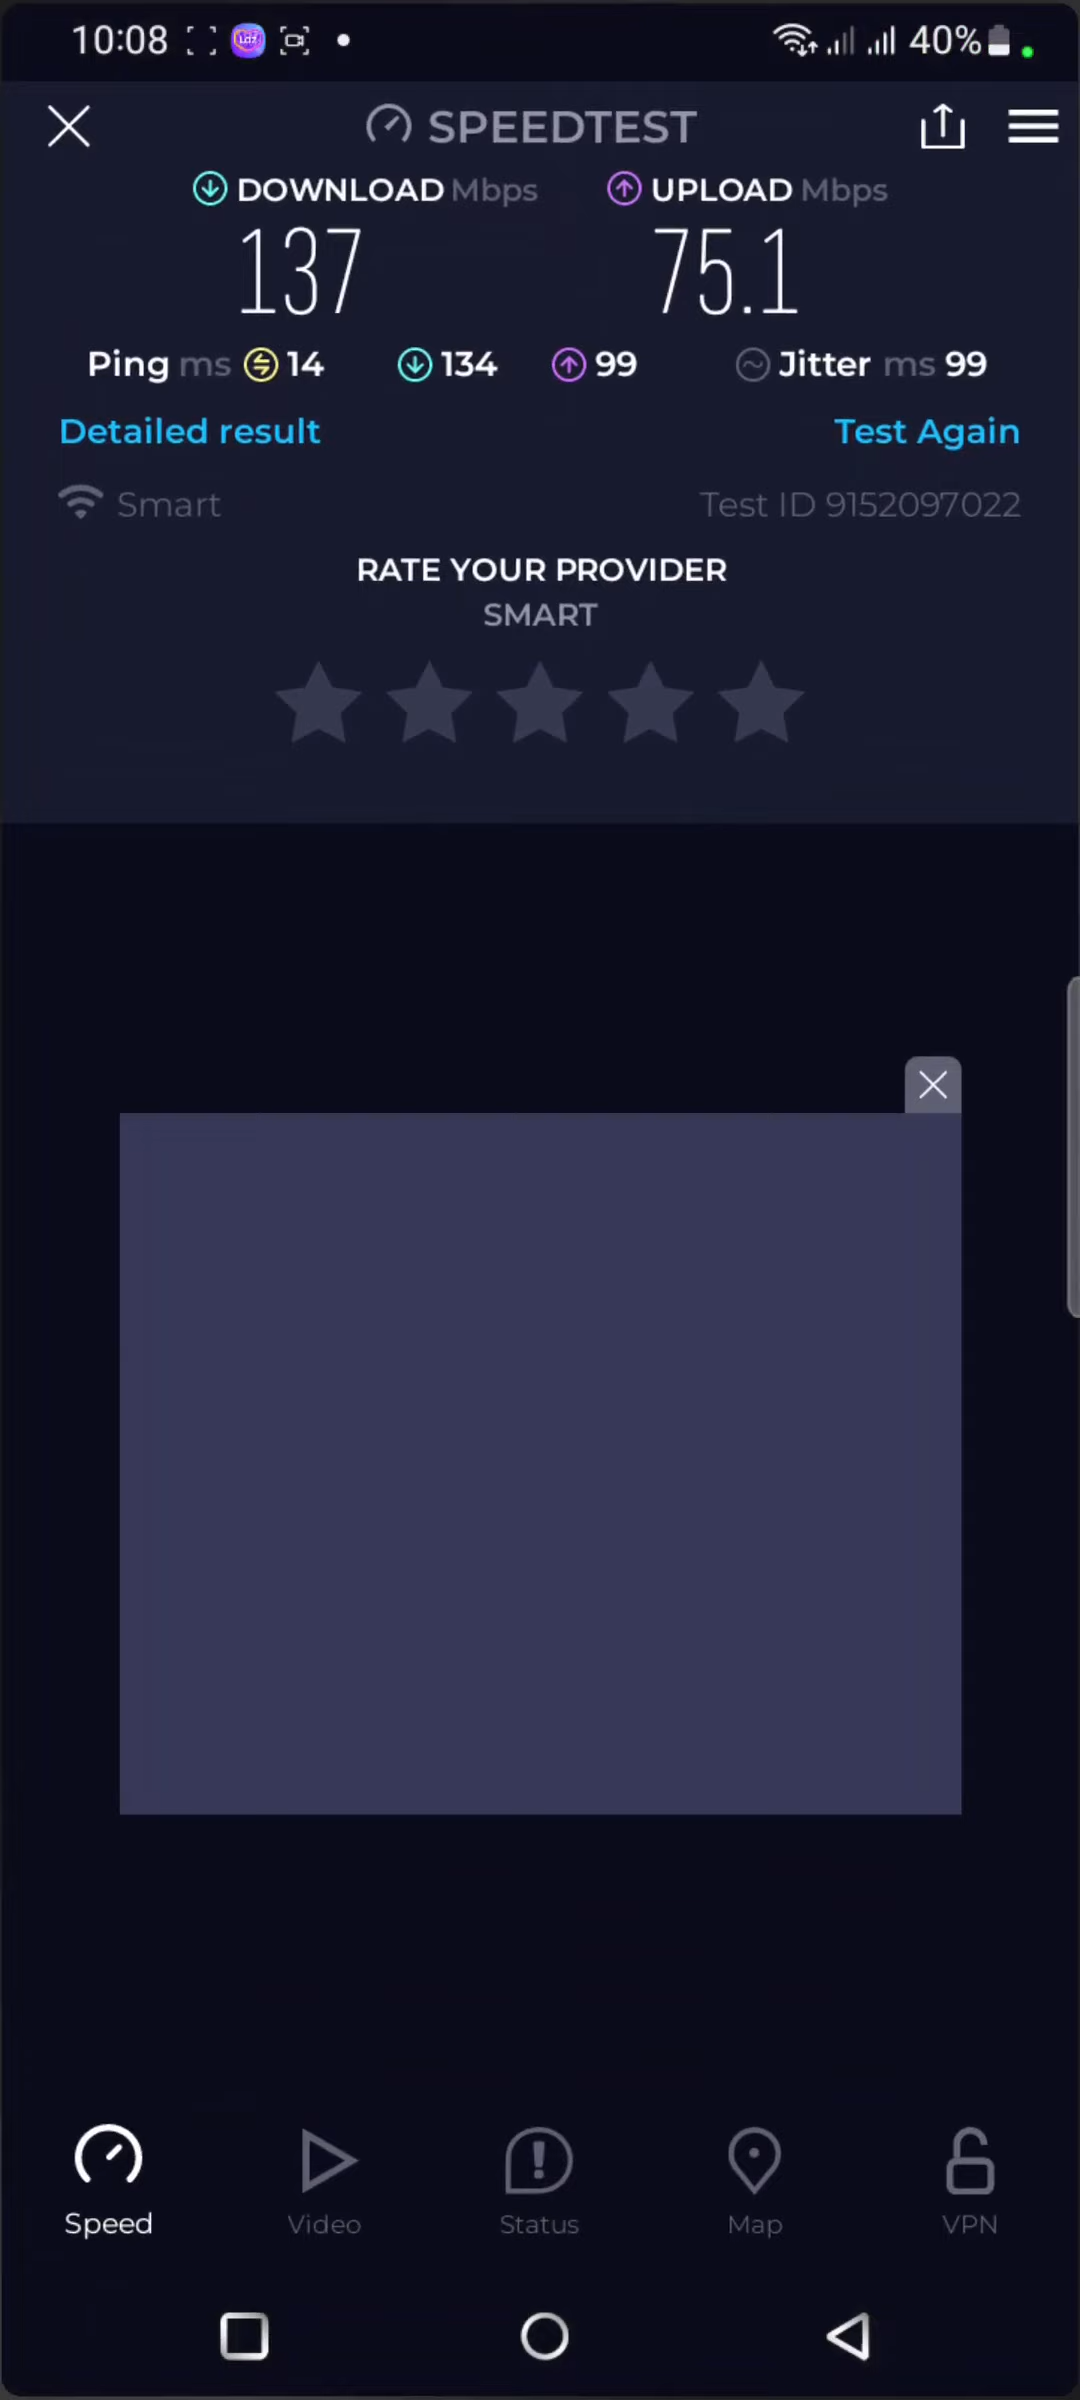 10:08 40%
SPEEDTEST
DOWNLOAD Mbps UPLOAD Mbps
137 75.1
Ping ms 14 134 99 Jitter ms 99
Detailed result Test Again
Smart Test ID 9152097022
RATE YOUR PROVIDER
SMART
Speed Video Status Map VPN